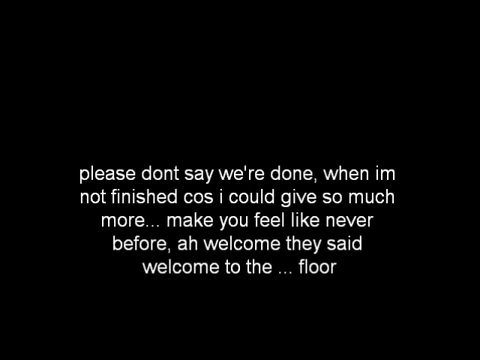 please dont say we're done, when im
not finished cos i could give so much
more... make you feel like never
before, ah welcome they said
welcome to the ... floor